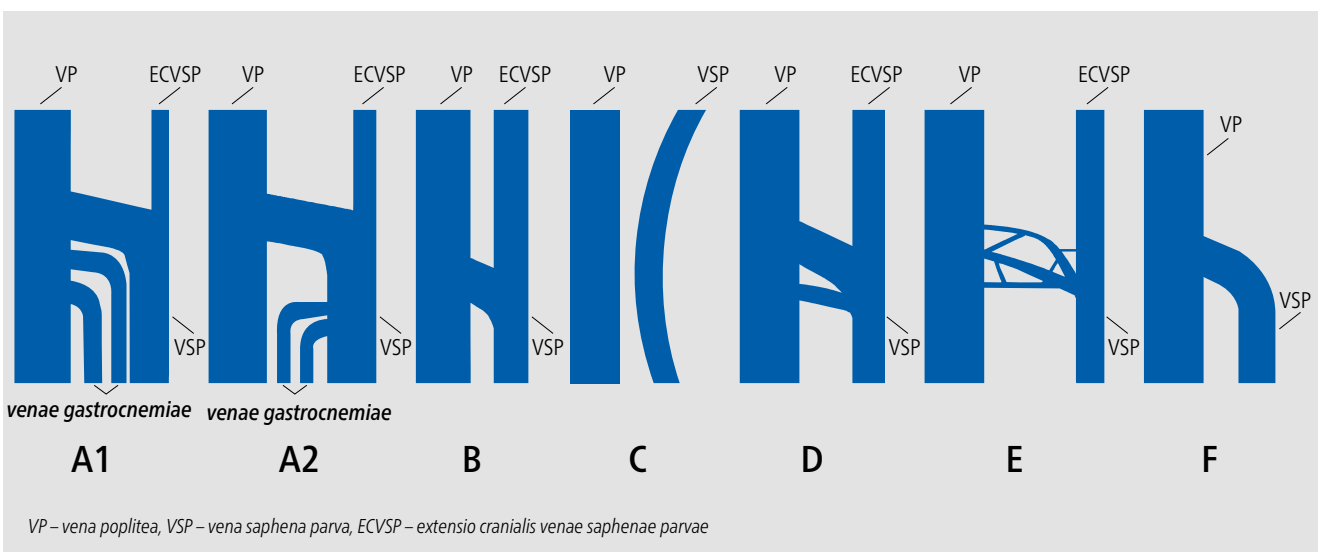 VP ECVSP VP ECVSP VP ECVSP VP VSP VP ECVSP VP ECVSP
VP
VSP
VSP VSP VSP VSP VSP
venae gastrocnemiae venae gastrocnemiae
A1 A2 B C D E F
VP – vena poplitea, VSP – vena saphena parva, ECVSP – extensio cranialis venae saphenae parvae